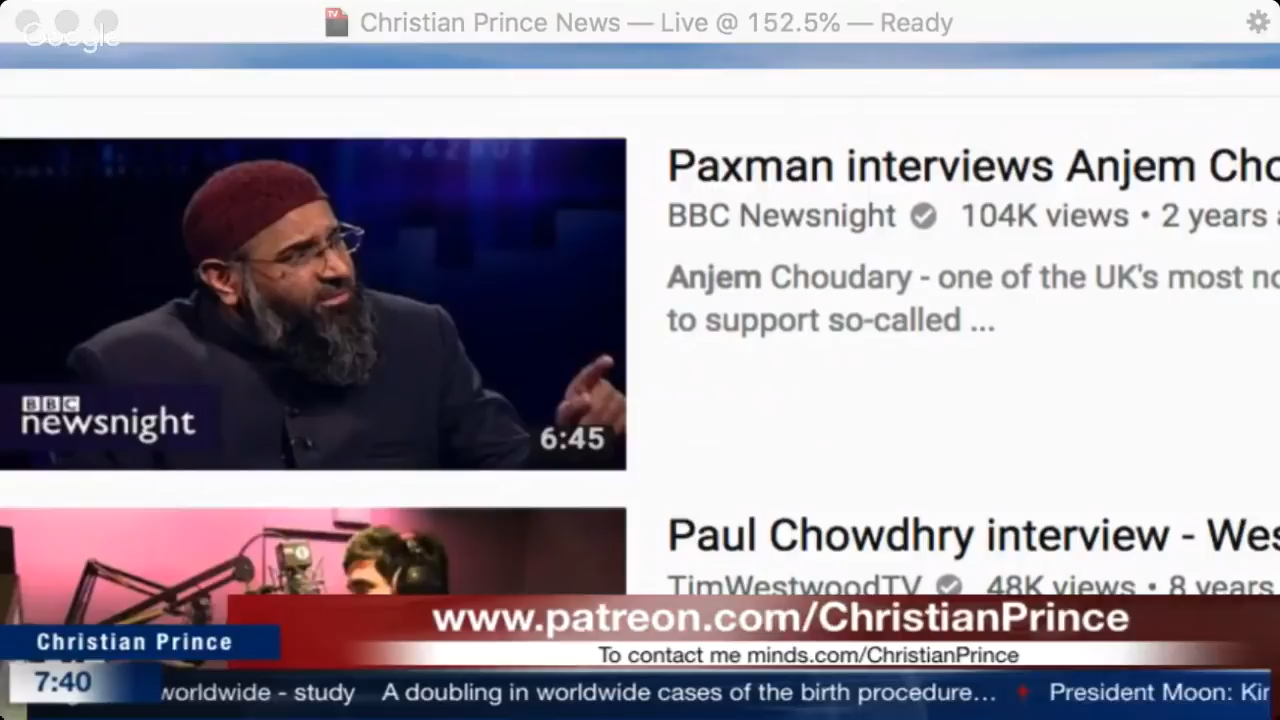 Christian Prince News — Live @ 152.5% — Ready
Google
Paxman interviews Anjem Cho
BBC Newsnight 104K views • 2 years
Anjem Choudary - one of the UK's most no
to support so-called ...
BBC
newsnight
6:45
Paul Chowdhry interview - Wes
TimWestwoodTV 48K views • 8 years
www.patreon.com/ChristianPrince
Christian Prince
To contact me minds.com/ChristianPrince
7:40
worldwide - study A doubling in worldwide cases of the birth procedure... President Moon: Kir